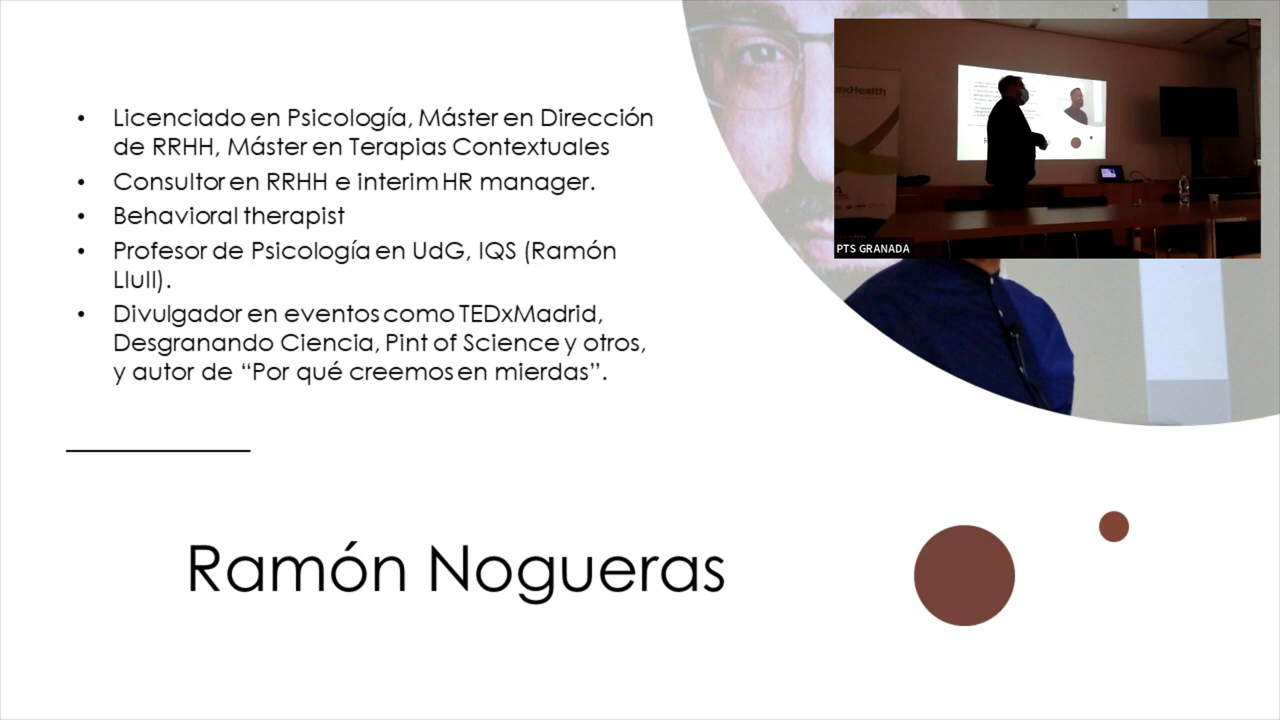 • Licenciado en Psicología, Máster en Dirección
de RRHH, Máster en Terapias Contextuales
• Consultor en RRHH e interim HR manager.
• Behavioral therapist
• Profesor de Psicología en UdG, IQS (Ramón
Llull).
• Divulgador en eventos como TEDxMadrid,
Desgranando Ciencia, Pint of Science y otros,
y autor de “Por qué creemos en mierdas”.
Ramón Nogueras
PTS GRANADA